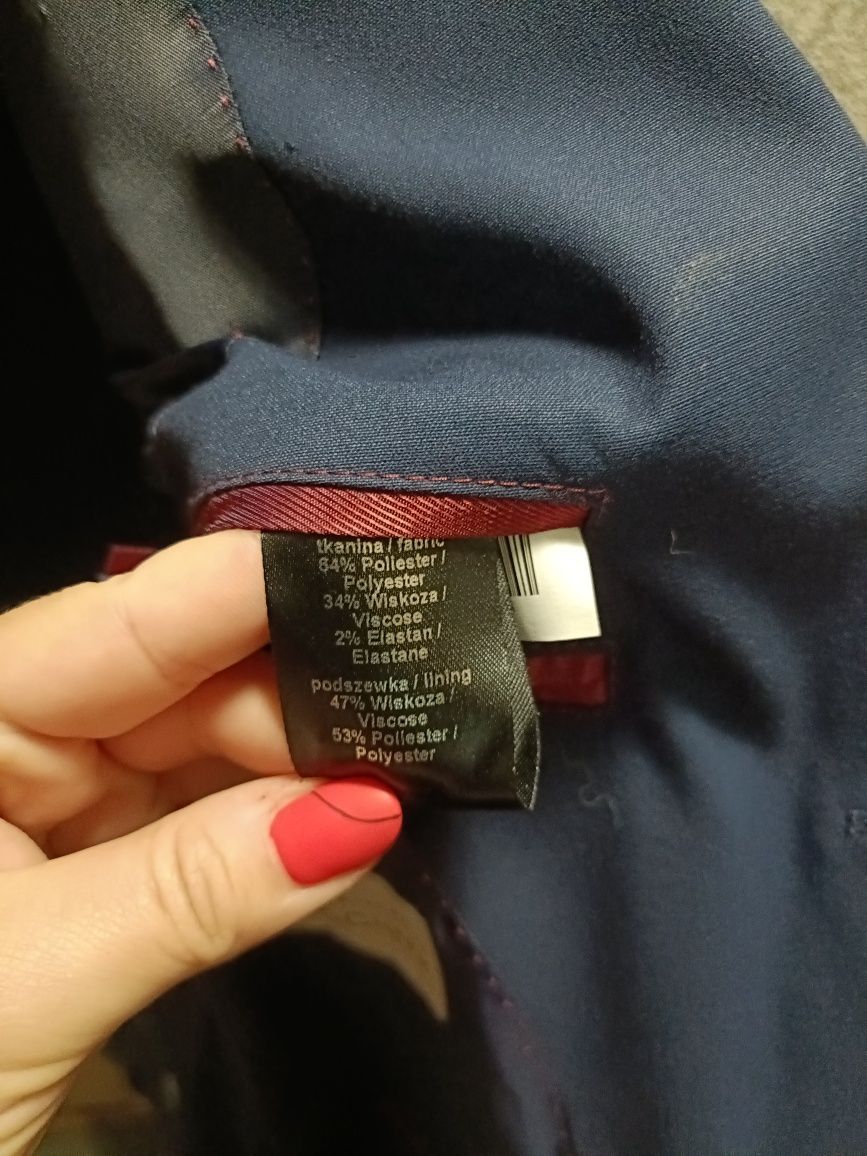 tkanina / fabric
64% Poliester /
Polyester
34% Wiskoza /
Viscose
2% Elastan /
Elastane
podszewka / lining
47% Wiskoza /
Viscose
53% Poliester /
Polyester